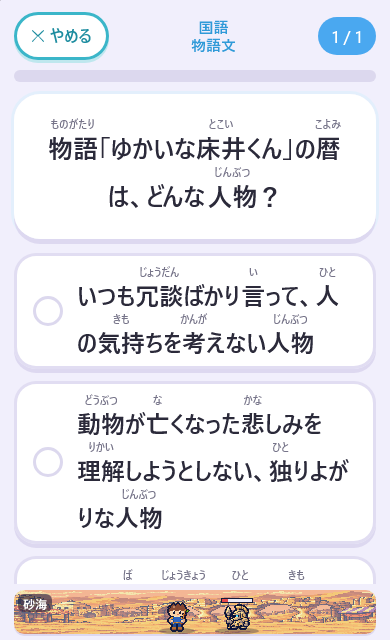 × やめる
国語
物語文
1 / 1
ものがたり とこい こよみ
物語「ゆかいな床井くん」の暦
じんぶつ
は、どんな人物？
じょうだん い ひと
いつも冗談ばかり言って、人
きも かんが じんぶつ
の気持ちを考えない人物
どうぶつ な かな
動物が亡くなった悲しみを
りかい ひと
理解しようとしない、独りよが
じんぶつ
りな人物
ば じょうきょう ひと きも
砂海